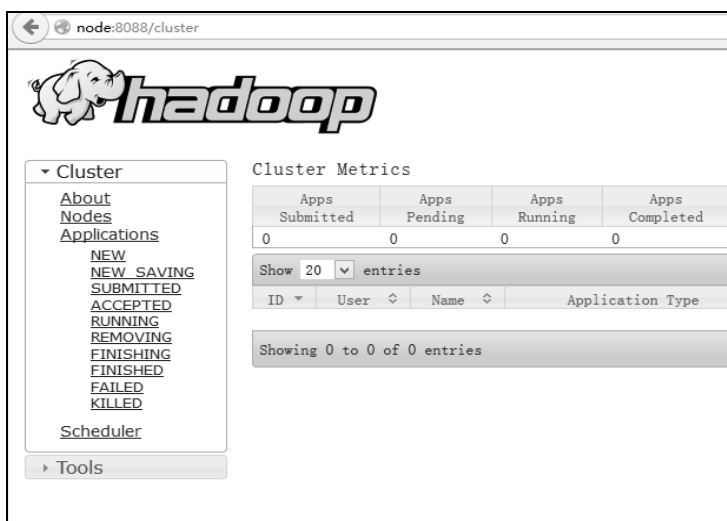 node:8088/cluster
hadoop
Cluster
About
Nodes
Applications
NEW
NEW_SAVING
SUBMITTED
ACCEPTED
RUNNING
REMOVING
FINISHING
FINISHED
FAILED
KILLED
Scheduler
Tools
Cluster Metrics
Apps Submitted Apps Pending Apps Running Apps Completed
0 0 0 0
Show 20 entries
ID User Name Application Type
Showing 0 to 0 of 0 entries